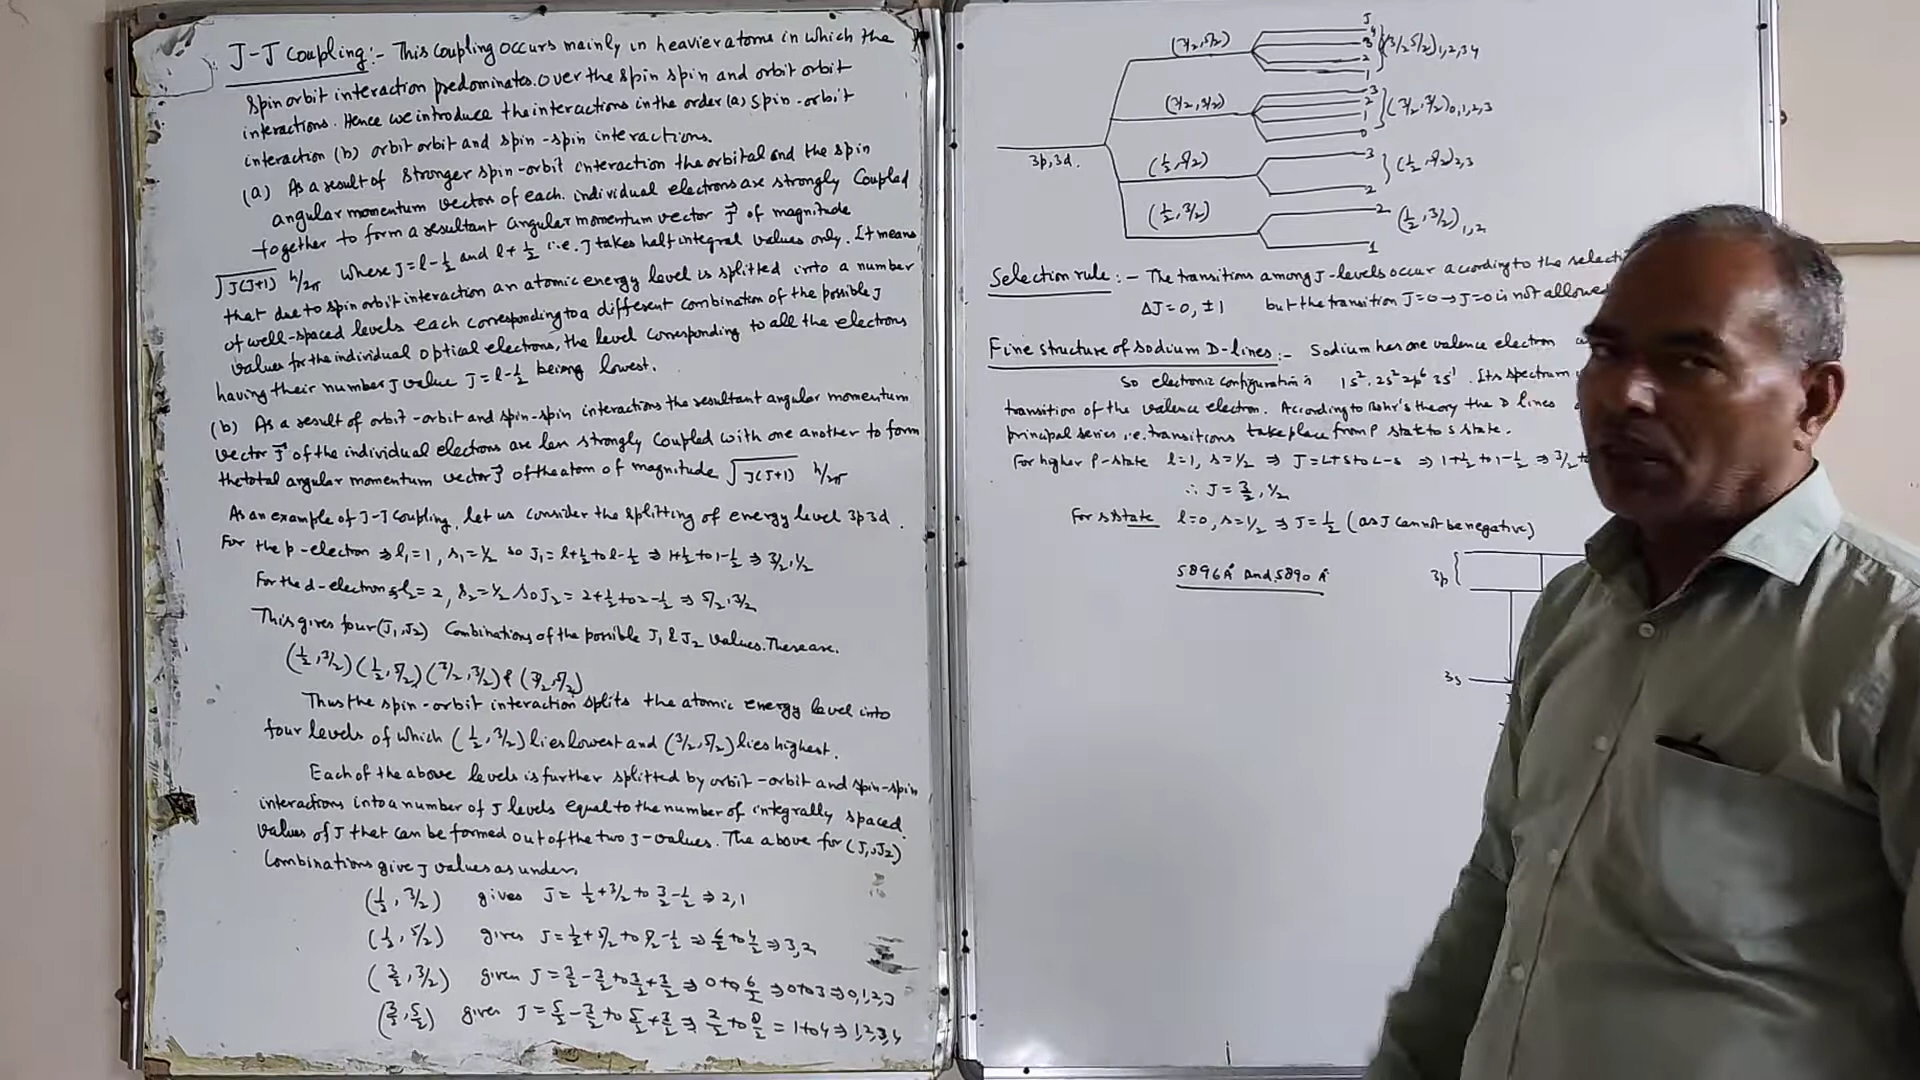 J-J Coupling:- This coupling occurs mainly in heavier atoms in which the
spin orbit interaction predominates over the spin spin and orbit orbit
interactions. Hence we introduce the interactions in the order (a) spin-orbit
interaction (b) orbit orbit and spin-spin interactions.
(a) As a result of stronger spin-orbit interaction the orbital and the spin
angular momentum vectors of each individual electrons are strongly coupled
together to form a resultant angular momentum vector J⃗ of magnitude
√J(J+1) h/2π where J=l-½ and l+½ i.e. J takes half integral values only. It means
that due to spin orbit interaction an atomic energy level is splitted into a number
of well-spaced levels each corresponding to a different combination of the possible J
values for the individual optical electrons, the level corresponding to all the electrons
having their number J value J=l-½ being lowest.
(b) As a result of orbit-orbit and spin-spin interactions the resultant angular momentum
vector J⃗ of the individual electrons are less strongly coupled with one another to form
the total angular momentum vector J⃗ of the atom of magnitude √J(J+1) h/2π
As an example of J-J coupling, let us consider the splitting of energy level 3p3d.
For the p-electron ⇒ l₁=1, s₁=½ so J₁=l+½ to l-½ ⇒ 1+½ to 1-½ ⇒ 3/2, 1/2
For the d-electron l₂=2, s₂=½ so J₂=2+½ to 2-½ ⇒ 5/2, 3/2
This gives four (J₁,J₂) combinations of the possible J₁ & J₂ values. These are.
(½, 3/2) (½, 5/2) (3/2, 3/2) & (3/2, 5/2)
Thus the spin-orbit interaction splits the atomic energy level into
four levels of which (½, 3/2) lies lowest and (3/2, 5/2) lies highest.
Each of the above levels is further splitted by orbit-orbit and spin-spin
interactions into a number of J levels equal to the number of integrally spaced
values of J that can be formed out of the two J-values. The above for (J₁,J₂)
Combinations give J values as under,
(½, 3/2) gives J= ½+3/2 to 3/2-½ ⇒ 2,1
(½, 5/2) gives J=½+5/2 to 5/2-½ ⇒ 6/2 to 4/2 ⇒ 3,2
(3/2, 3/2) gives J=3/2-3/2 to 3/2+3/2 ⇒ 0 to 6/2 ⇒ 0 to 3 ⇒ 0,1,2,3
(3/2, 5/2) gives J=5/2-3/2 to 5/2+3/2 ⇒ 2/2 to 8/2 = 1 to 4 ⇒ 1,2,3,4
J
(3/2, 5/2) 4 3 2 1 (3/2 5/2)1,2,3 4
(3/2, 3/2) 3 2 1 0 (3/2, 3/2)0,1,2,3
3p,3d.
(½, 5/2) 3 2 (½, 5/2)2,3
(½, 3/2) 2 1 (½, 3/2)1,2
Selection rule:- The transitions among J-levels occur according to the
ΔJ=0, ±1 but the transition J=0→J=0 is not allowed
Fine structure of sodium D-lines:- Sodium has one valence electron
So electronic configuration is 1s². 2s² 2p⁶ 3s¹. Its spectrum
transition of the valence electron. According to Bohr's theory the D lines
principal series i.e. transitions take place from P state to S state.
For higher P-state l=1, s=½ ⇒ J=L+S to L-S ⇒ 1+½ to 1-½ ⇒ 3/2
∴ J=3/2, ½
For s state l=0, s=½ ⇒ J=½ (as J cannot be negative)
5896Å and 5890 Å
3p
3s